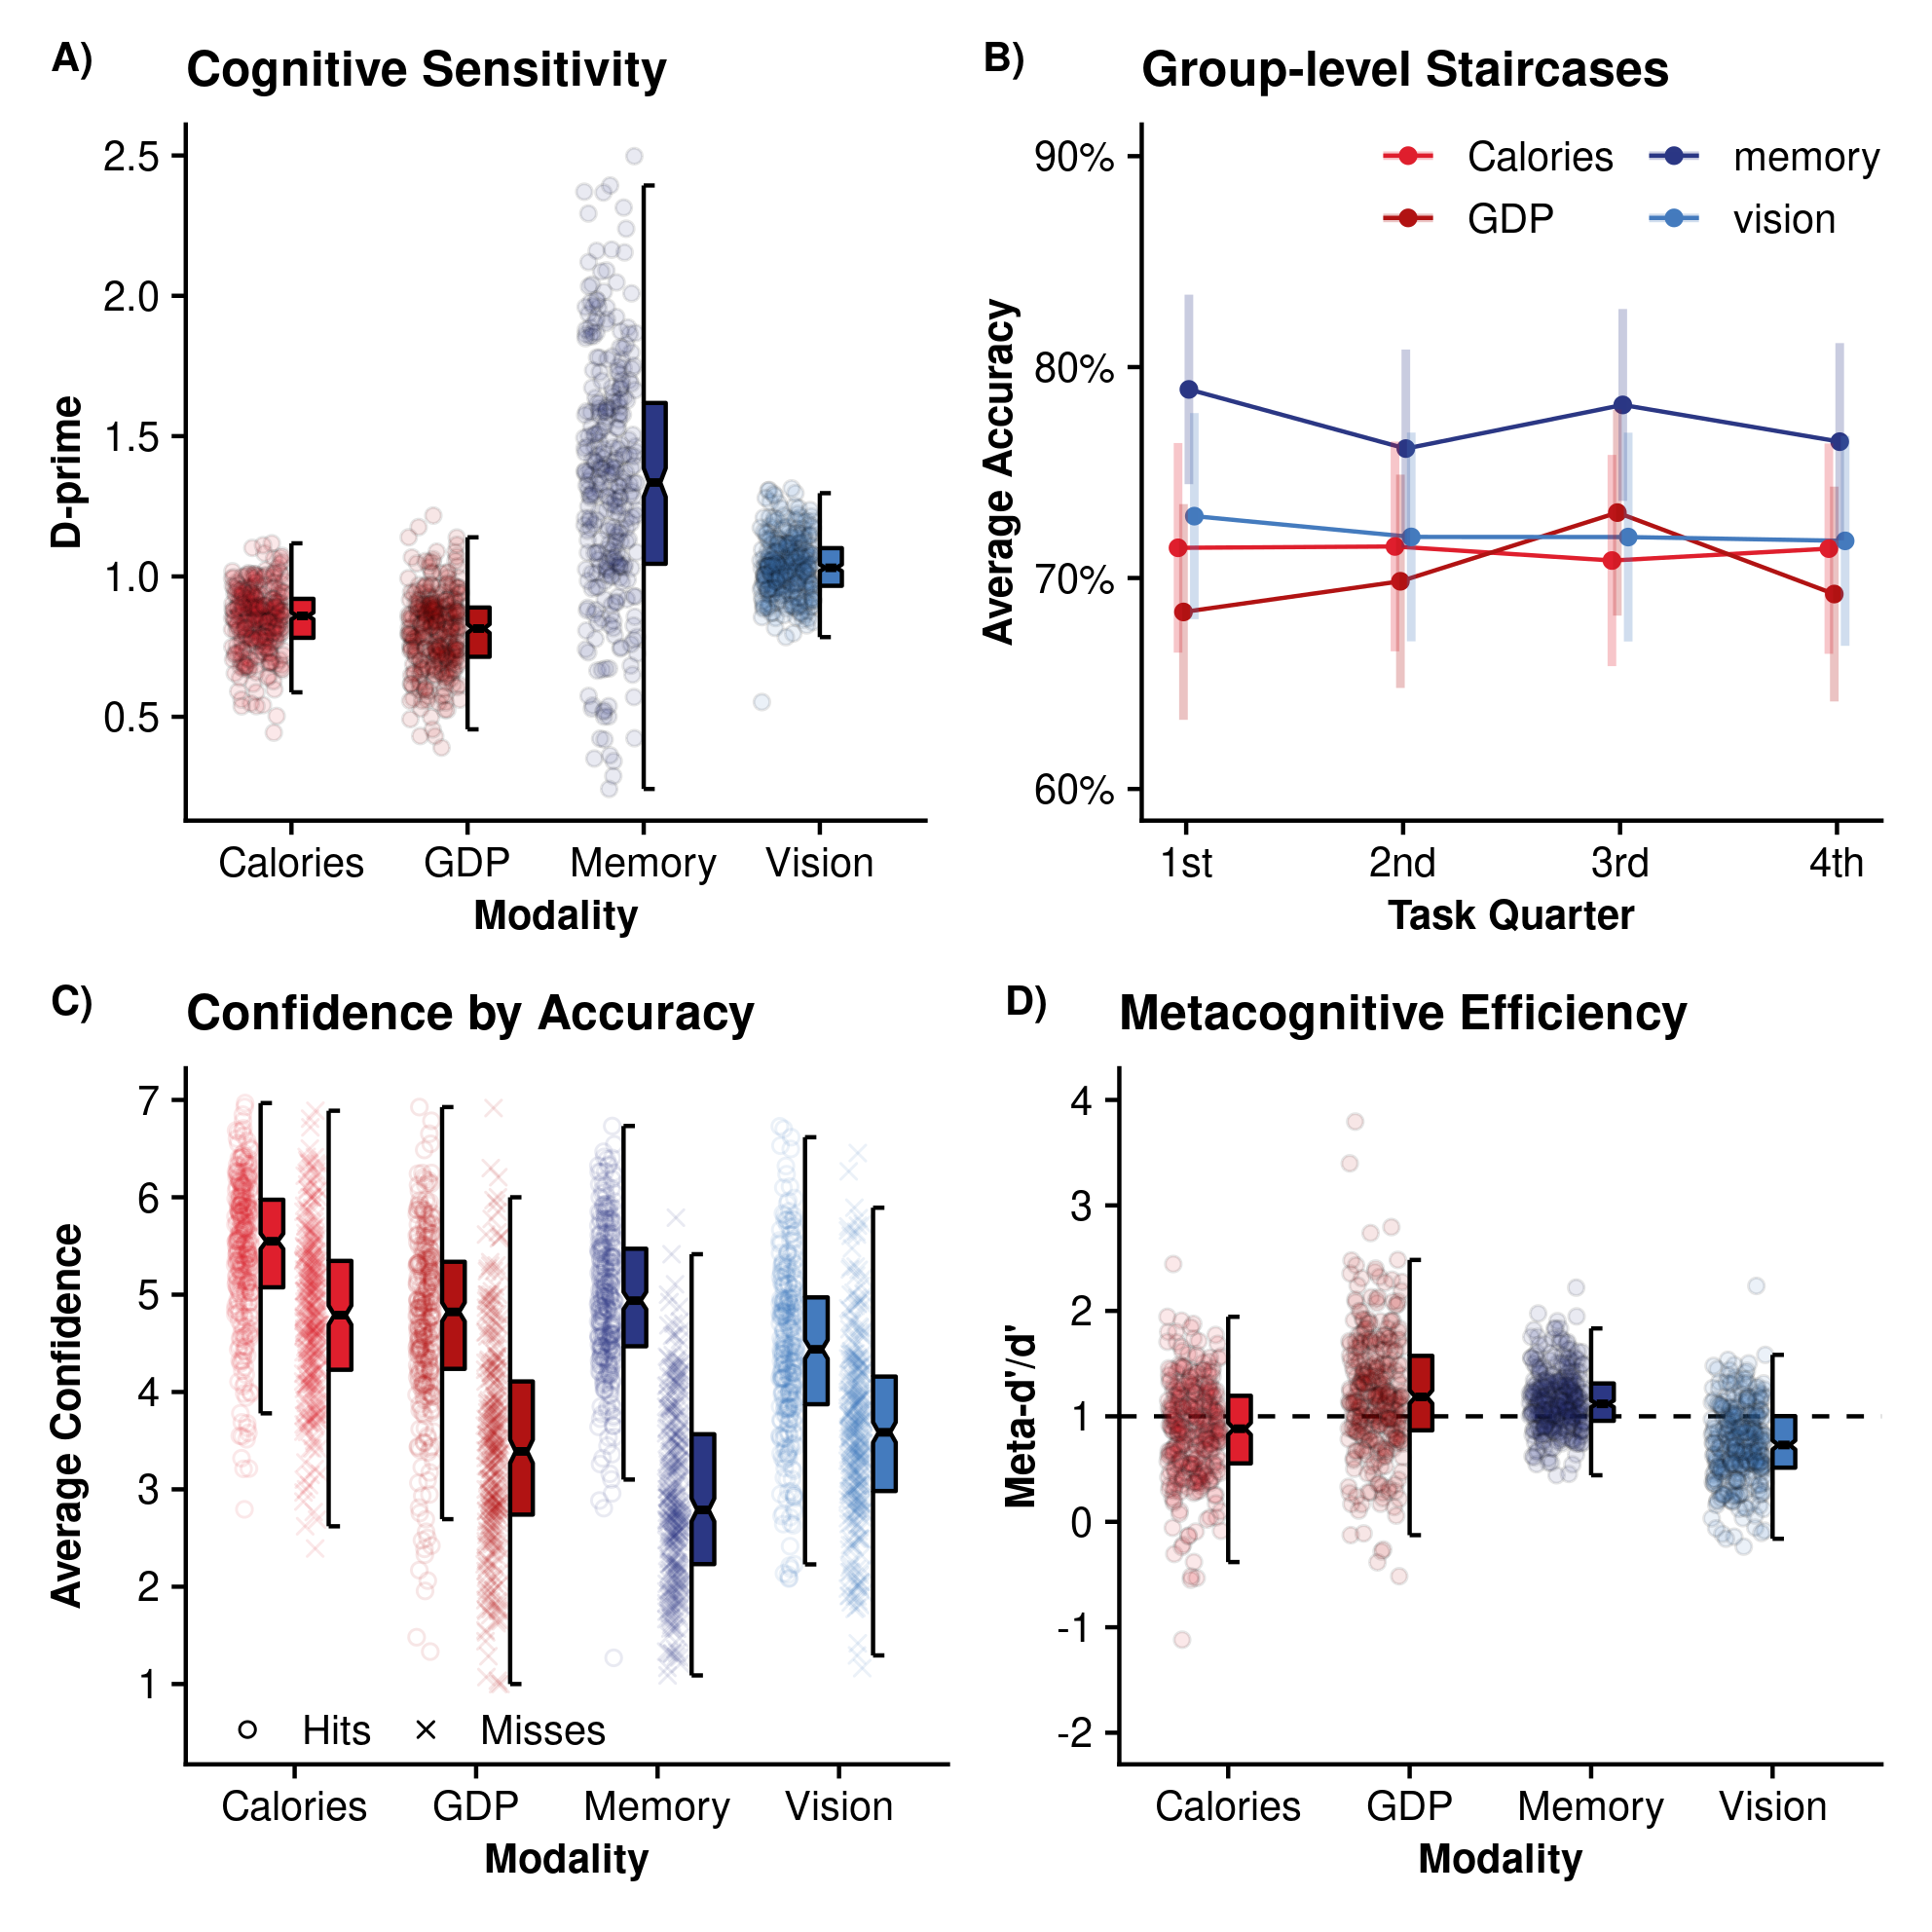 A)
Cognitive Sensitivity
D-prime
2.5
2.0
1.5
1.0
0.5
Calories GDP Memory Vision
Modality
B)
Group-level Staircases
Calories memory
GDP vision
Average Accuracy
90%
80%
70%
60%
1st 2nd 3rd 4th
Task Quarter
C)
Confidence by Accuracy
Average Confidence
7
6
5
4
3
2
1
Hits Misses
Calories GDP Memory Vision
Modality
D)
Metacognitive Efficiency
Meta-d'/d'
4
3
2
1
0
-1
-2
Calories GDP Memory Vision
Modality